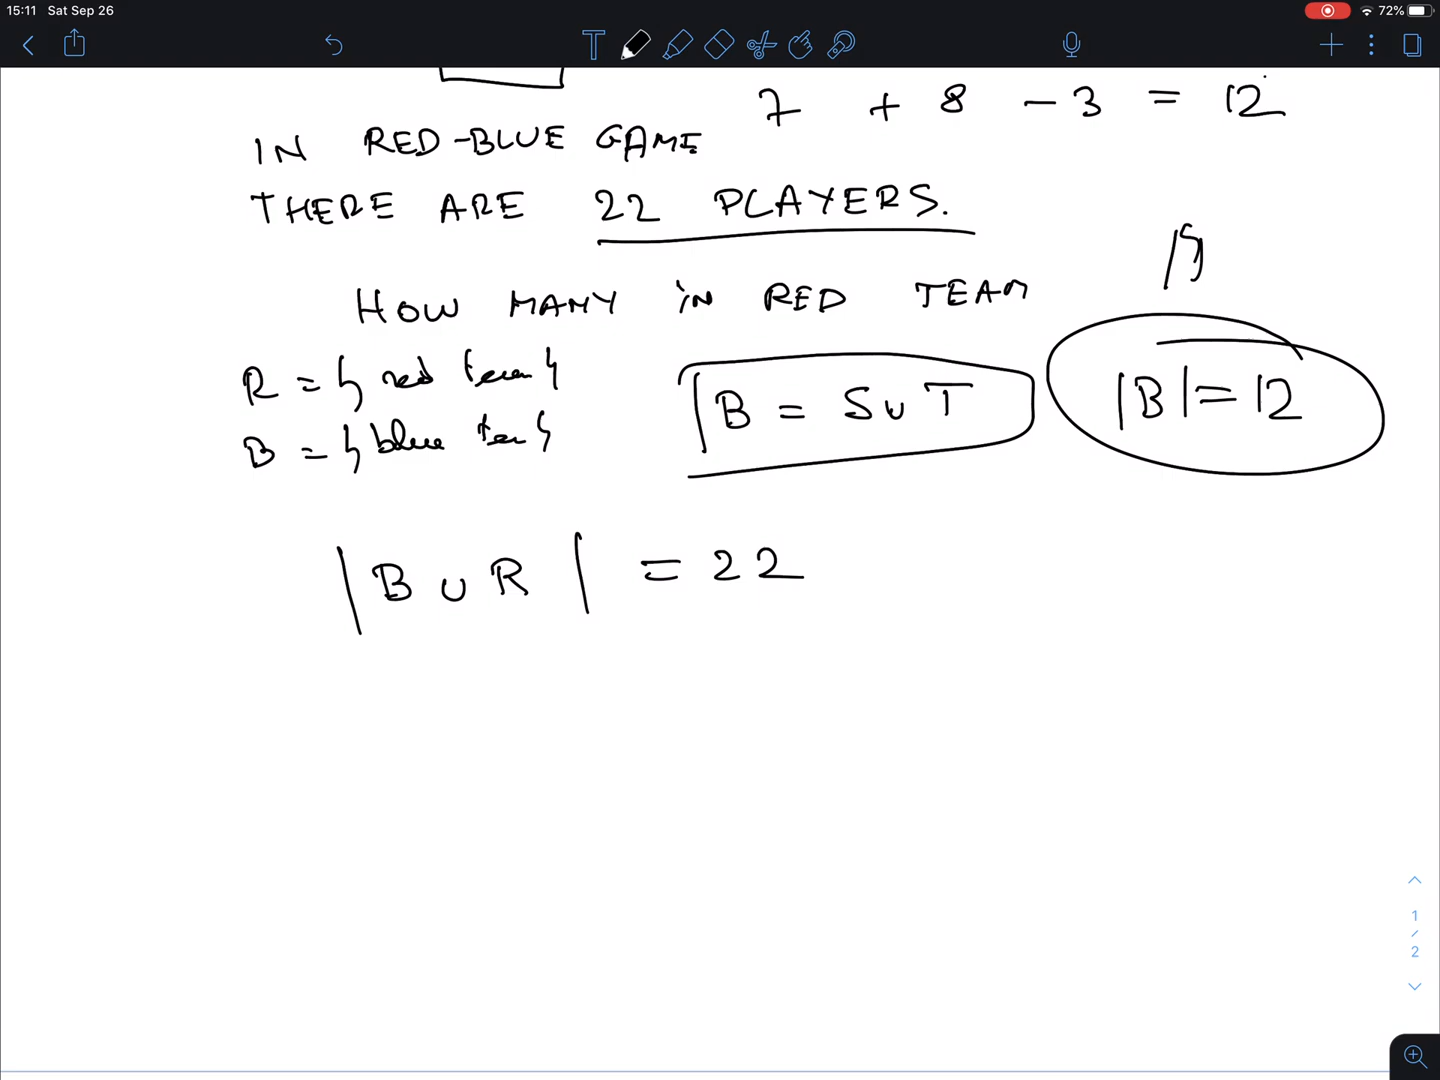 15:11 Sat Sep 26
72%
7 + 8 - 3 = 12
IN RED-BLUE GAME
THERE ARE 22 PLAYERS.
HOW MANY IN RED TEAM
R = { red team }
B = { blue tem }
|B = S ∪ T
|B| = 12
|B ∪ R| = 22
1
/
2